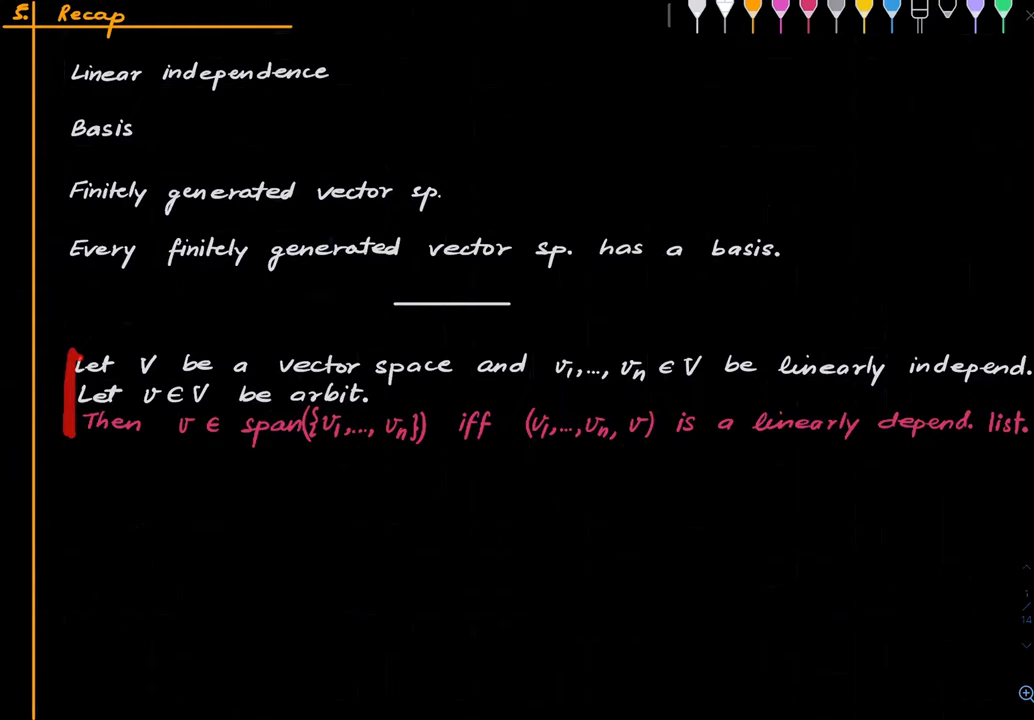 5. Recap
Linear independence
Basis
Finitely generated vector sp.
Every finitely generated vector sp. has a basis.
Let V be a vector space and v₁,..., vₙ ∈ V be linearly independ.
Let v ∈ V be arbit.
Then v ∈ span({v₁,..., vₙ}) iff (v₁,..., vₙ, v) is a linearly depend. list.
1
/
14